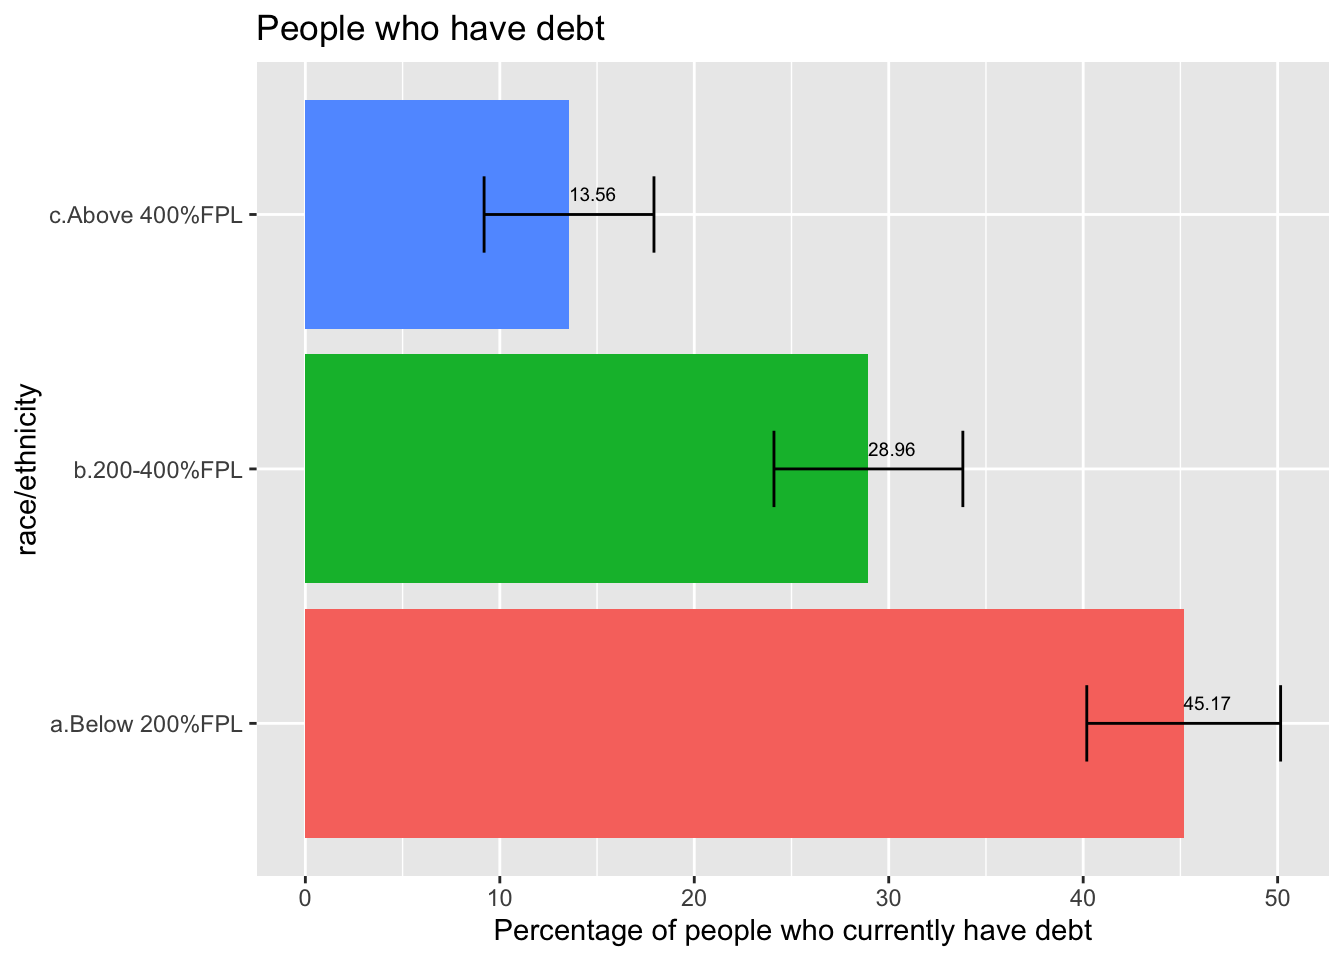 People who have debt
race/ethnicity
c.Above 400%FPL
13.56
b.200-400%FPL
28.96
a.Below 200%FPL
45.17
0 10 20 30 40 50
Percentage of people who currently have debt